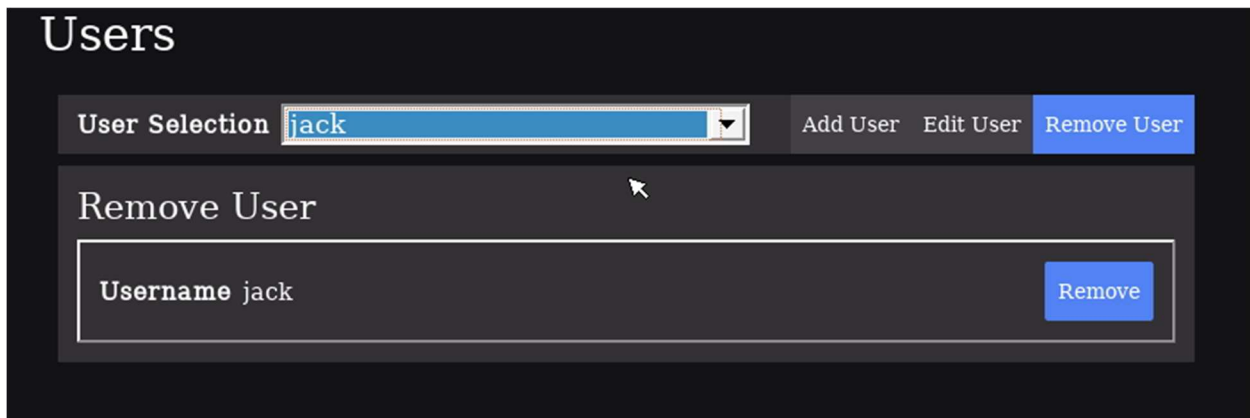 Users
User Selection jack Add User Edit User Remove User
Remove User
Username jack Remove